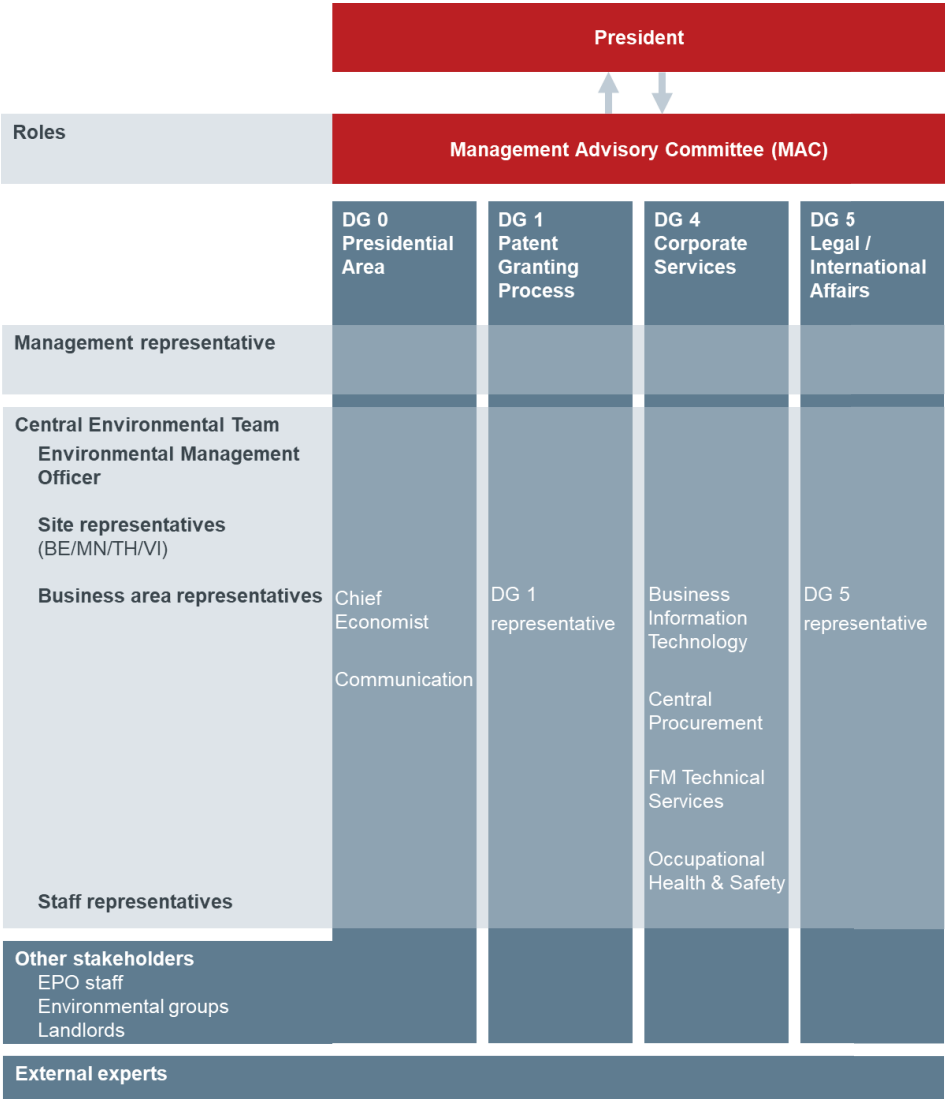 President
Roles
Management Advisory Committee (MAC)
DG 0
Presidential
Area
DG 1
Patent
Granting
Process
DG 4
Corporate
Services
DG 5
Legal /
International
Affairs
Management representative
Central Environmental Team
Environmental Management
Officer
Site representatives
(BE/MN/TH/VI)
Business area representatives
Chief
Economist
Communication
DG 1
representative
Business
Information
Technology
Central
Procurement
FM Technical
Services
Occupational
Health & Safety
DG 5
representative
Staff representatives
Other stakeholders
EPO staff
Environmental groups
Landlords
External experts